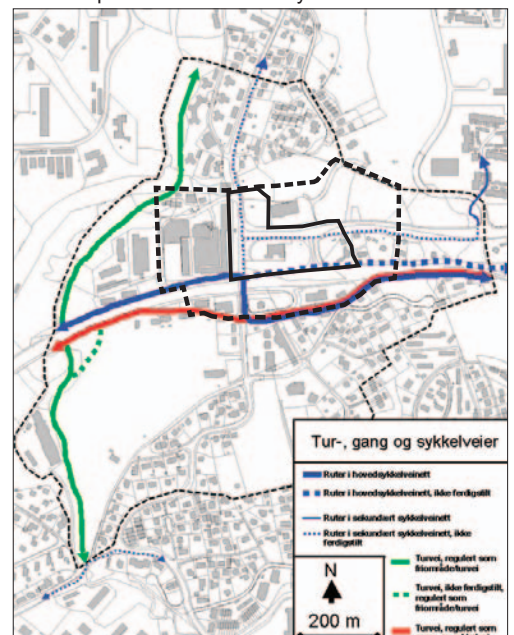 Tur-, gang og sykkelveier
Ruter i hovedsykkelveinett
Ruter i hovedsykkelveinett, ikke ferdigstilt
Ruter i sekundært sykkelveinett
Ruter i sekundært sykkelveinett, ikke
ferdigstilt
Turvei, regulert som
friområde/turvei
Turvei, ikke ferdigstilt,
regulert som
friområde/turvei
Turvei, regulert som
N
200 m